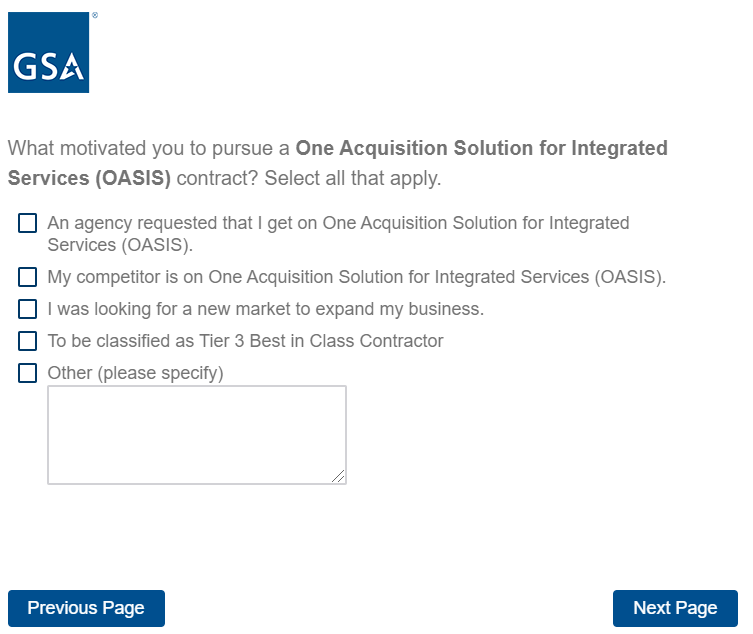 GSA
®
What motivated you to pursue a One Acquisition Solution for Integrated
Services (OASIS) contract? Select all that apply.
An agency requested that I get on One Acquisition Solution for Integrated
Services (OASIS).
My competitor is on One Acquisition Solution for Integrated Services (OASIS).
I was looking for a new market to expand my business.
To be classified as Tier 3 Best in Class Contractor
Other (please specify)
Previous Page
Next Page